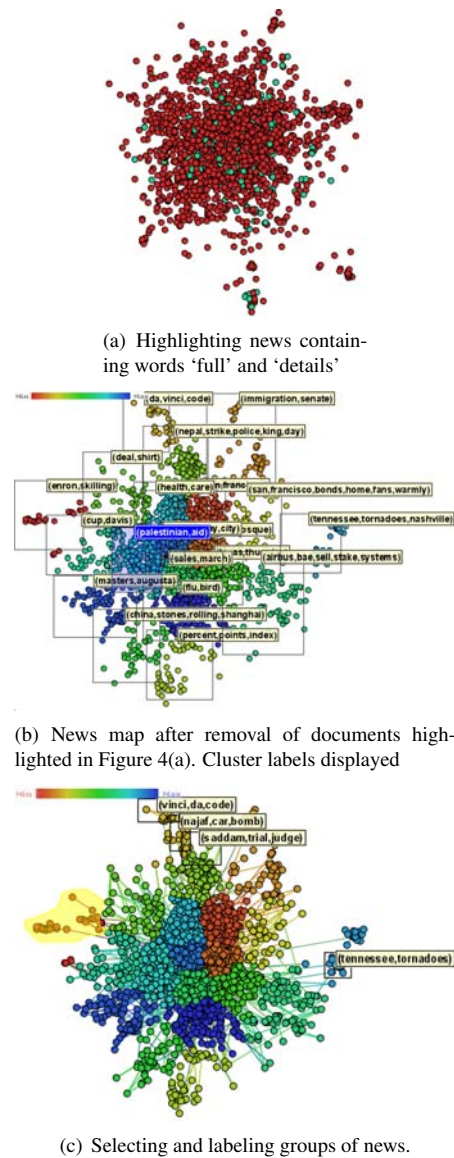 (a) Highlighting news contain-
ing words ‘full’ and ‘details’
Min
Max
(da,vinci,code)
(immigration,senate)
(nepal,strike,police,king,day)
(deal,shirt)
(enron,skilling)
(health,care)
(san,francisco,bonds,home,fans,warmly)
(cup,davis)
(palestinian,aid)
(tennessee,tornadoes,nashville)
(sales,march)
(airbus,bae,sell,stake,systems)
(masters,augusta)
(flu,bird)
(china,stones,rolling,shanghai)
(percent,points,index)
(b) News map after removal of documents high-
lighted in Figure 4(a). Cluster labels displayed
Min
Max
(vinci,da,code)
(najaf,car,bomb)
(saddam,trial,judge)
(tennessee,tornadoes)
(c) Selecting and labeling groups of news.